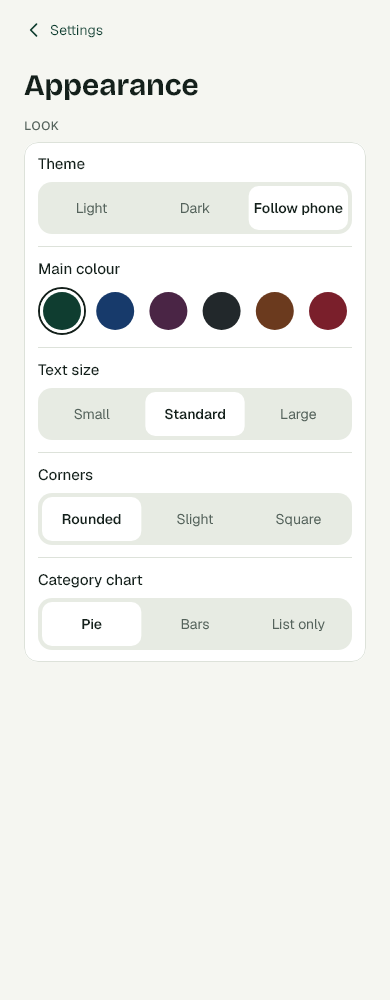 Settings
Appearance
LOOK
Theme
Light Dark Follow phone
Main colour
Text size
Small Standard Large
Corners
Rounded Slight Square
Category chart
Pie Bars List only